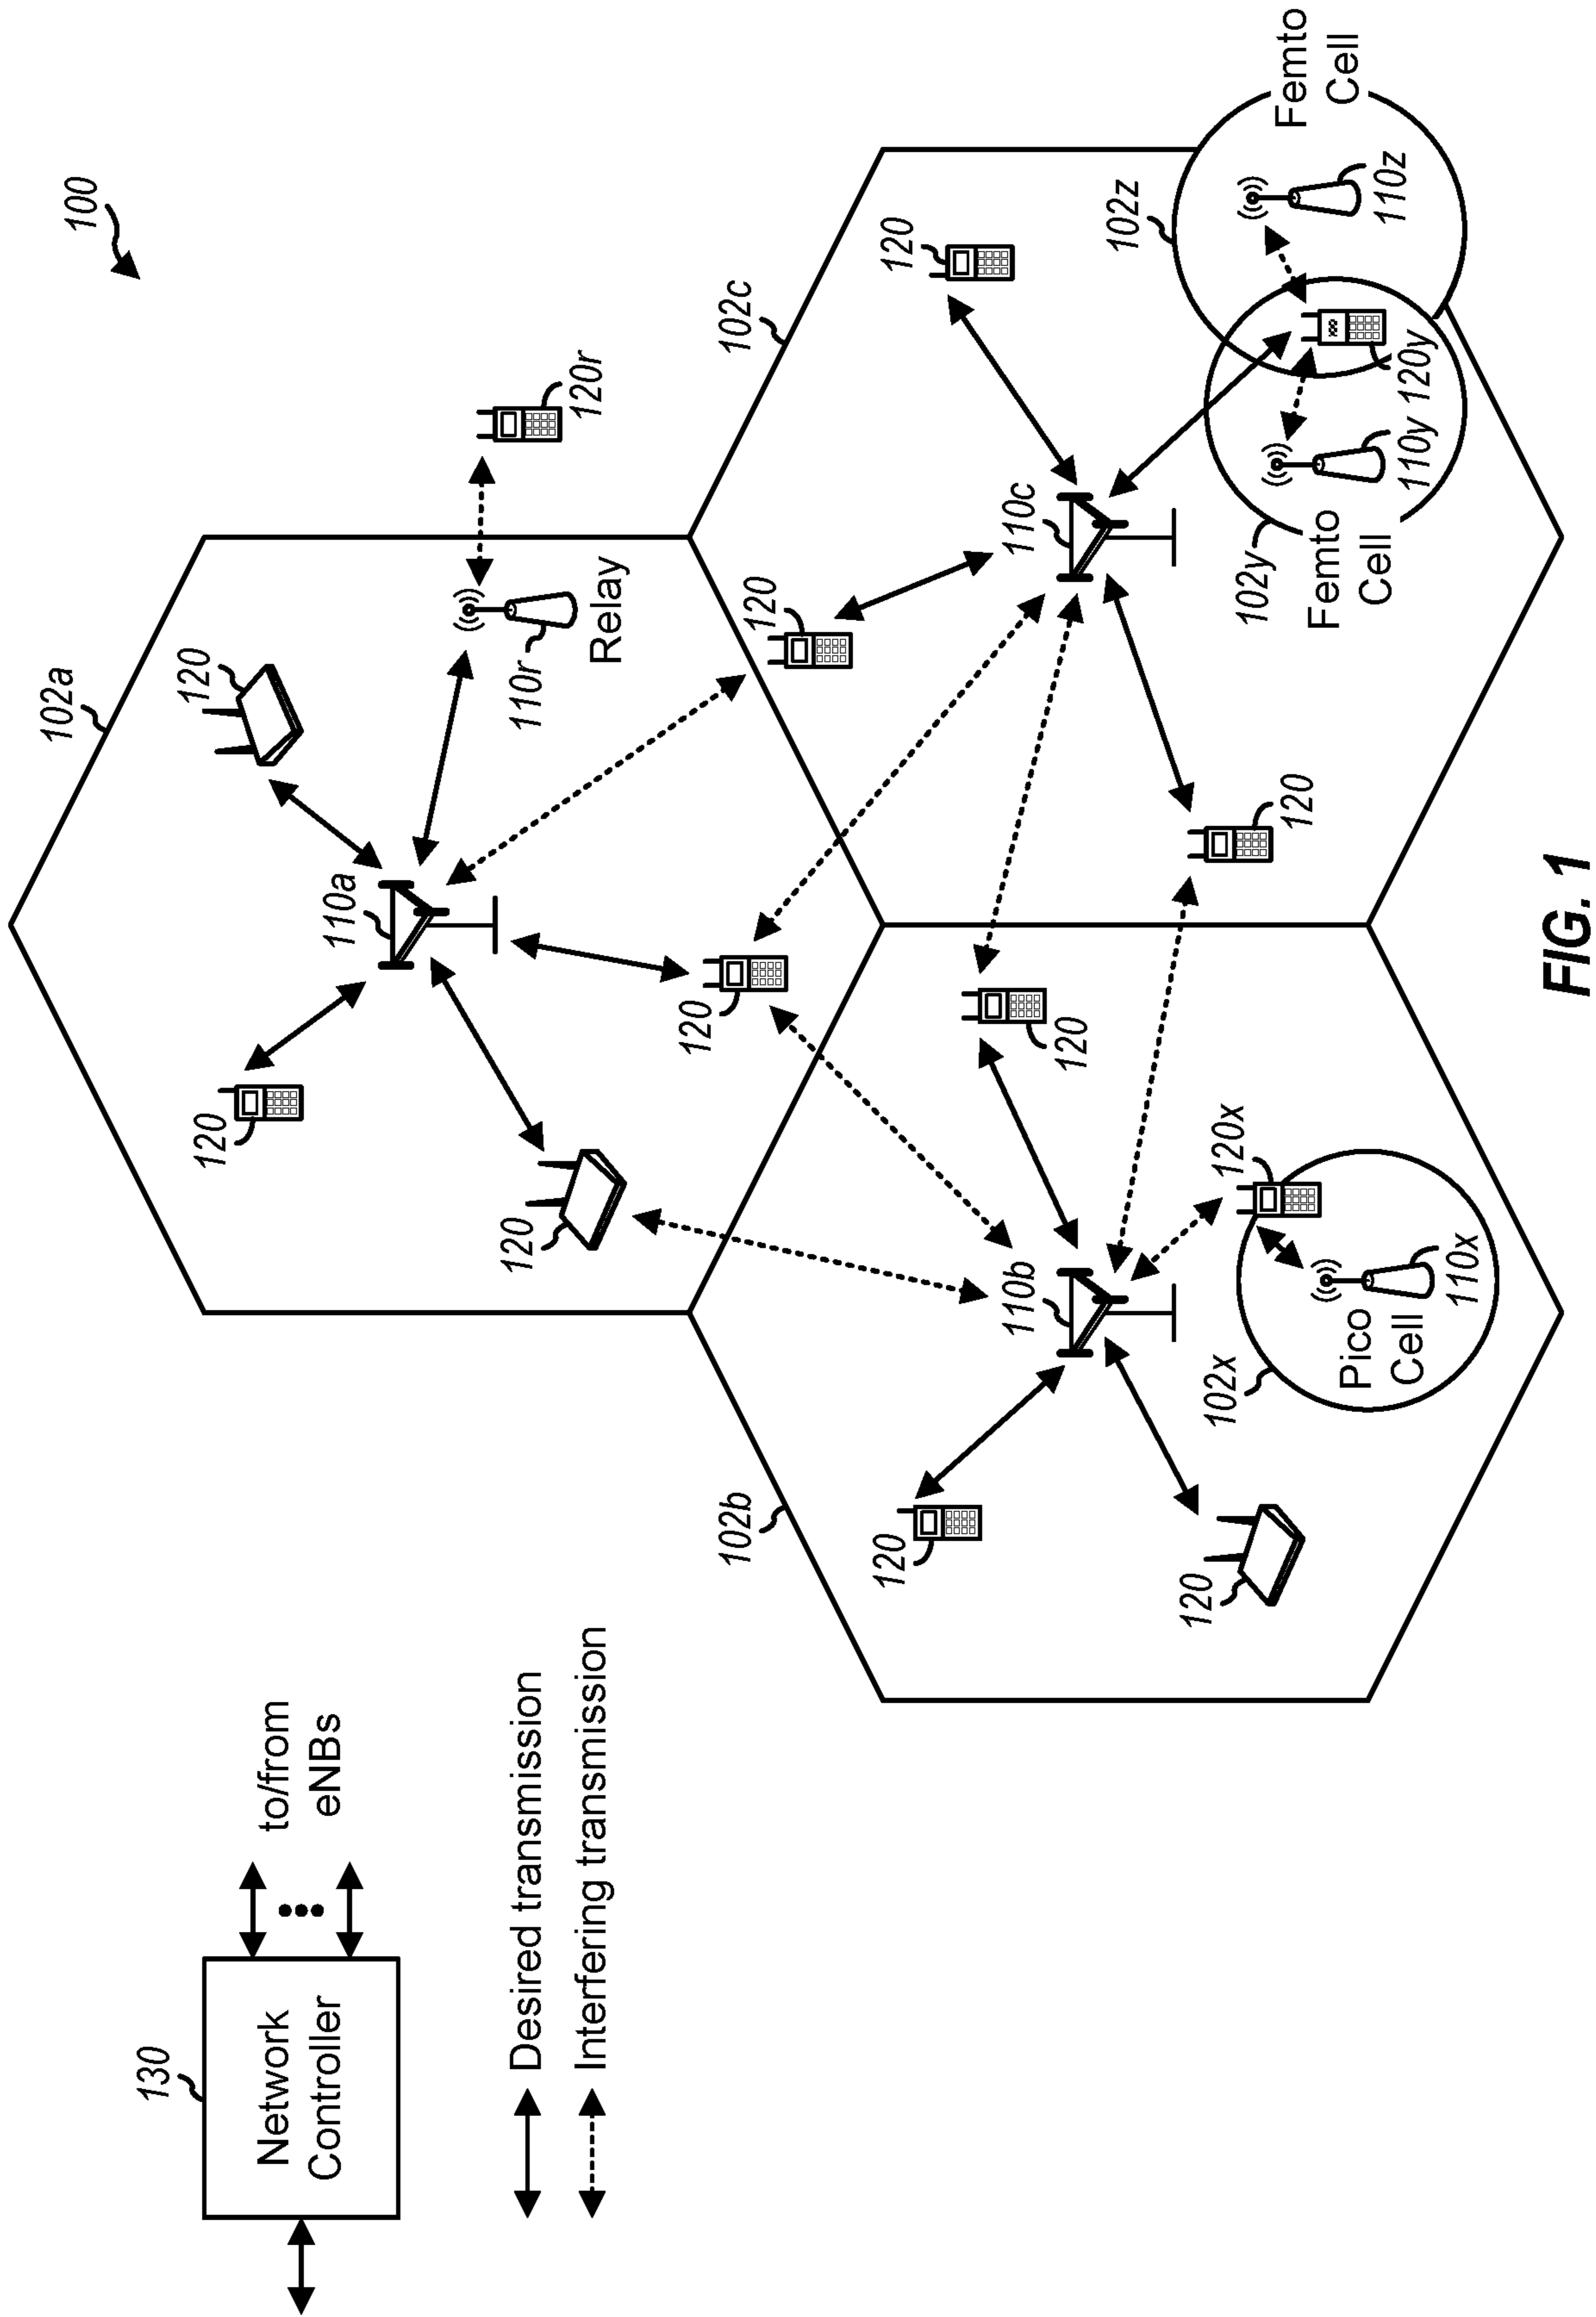 100
130
Network
Controller
to/from
eNBs
Desired transmission
Interfering transmission
102a
120
120
110a
120
110r
Relay
120r
120
120
102b
120
120
110b
120
120x
102x
Pico
Cell
110x
102c
120
120
110c
120
102y
Femto
Cell
110y
120y
102z
110z
Femto
Cell
FIG. 1